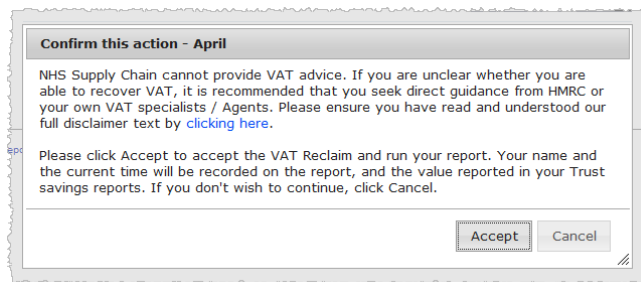 Confirm this action - April
NHS Supply Chain cannot provide VAT advice. If you are unclear whether you are
able to recover VAT, it is recommended that you seek direct guidance from HMRC or
your own VAT specialists / Agents. Please ensure you have read and understood our
full disclaimer text by clicking here.
Please click Accept to accept the VAT Reclaim and run your report. Your name and
the current time will be recorded on the report, and the value reported in your Trust
savings reports. If you don't wish to continue, click Cancel.
Accept Cancel